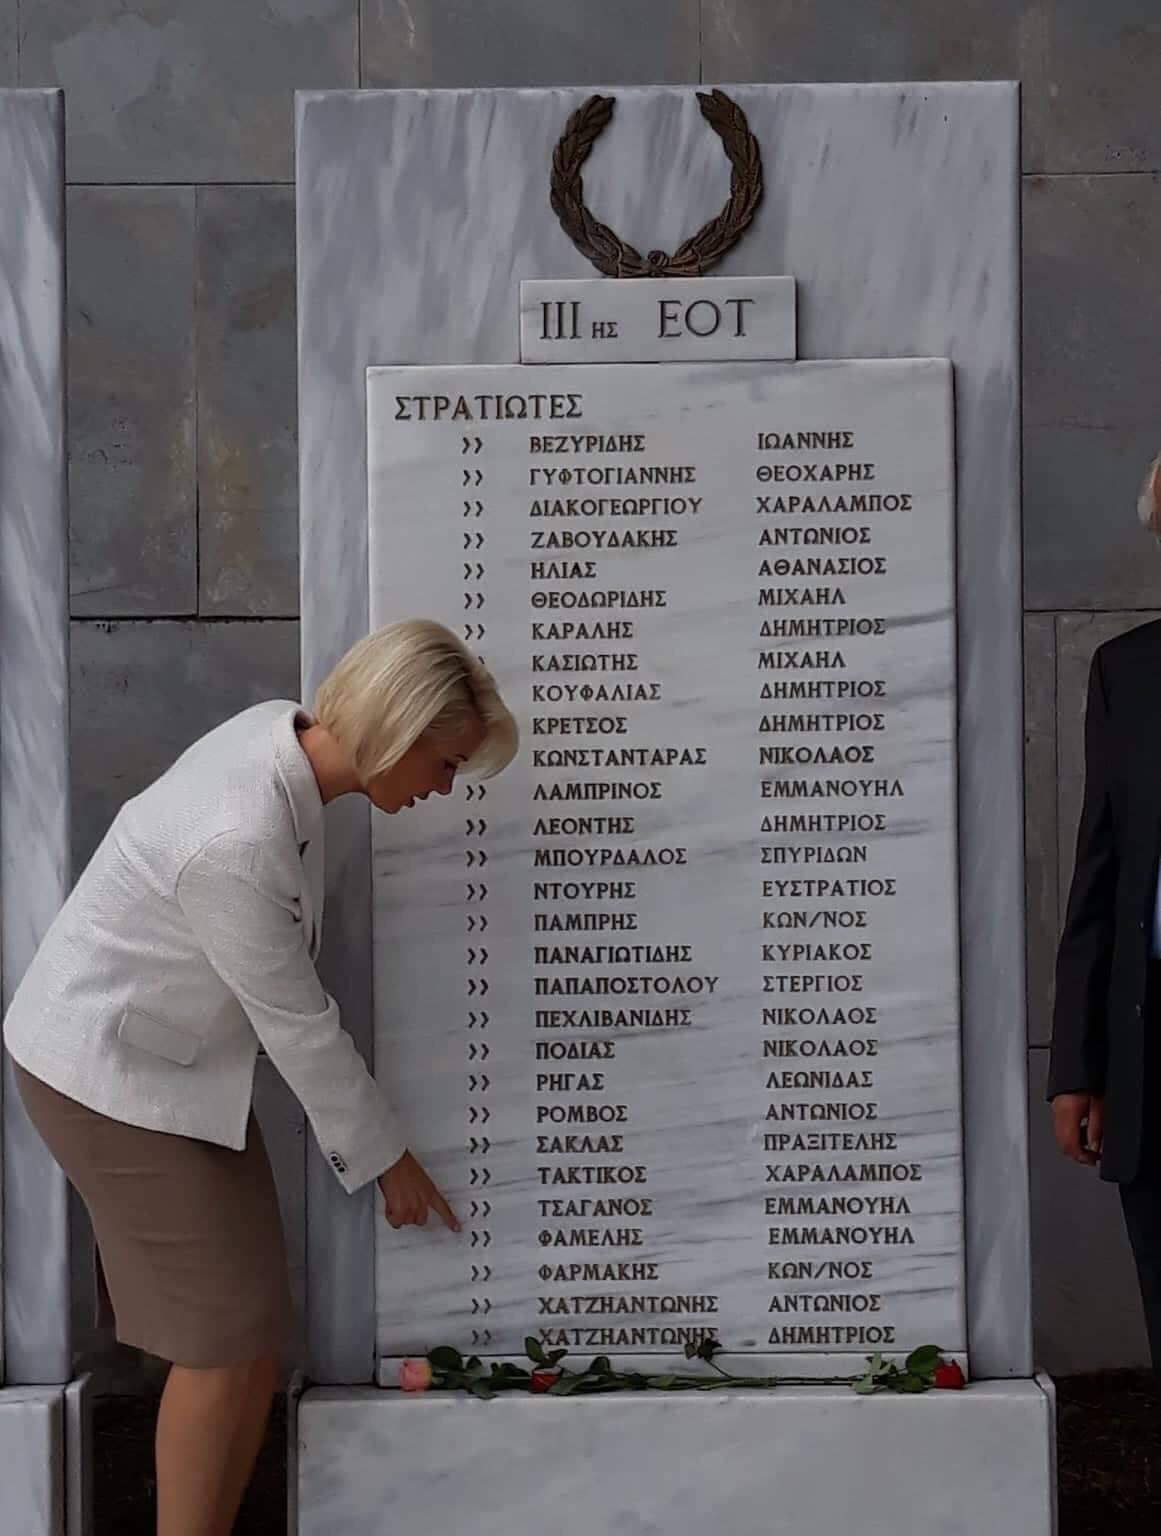 ΙΙΙ ΗΣ ΕΟΤ
ΣΤΡΑΤΙΩΤΕΣ
›› ΒΕΖΥΡΙΔΗΣ ΙΩΑΝΝΗΣ
›› ΓΥΦΤΟΓΙΑΝΝΗΣ ΘΕΟΧΑΡΗΣ
›› ΔΙΑΚΟΓΕΩΡΓΙΟΥ ΧΑΡΑΛΑΜΠΟΣ
›› ΖΑΒΟΥΔΑΚΗΣ ΑΝΤΩΝΙΟΣ
›› ΗΛΙΑΣ ΑΘΑΝΑΣΙΟΣ
›› ΘΕΟΔΩΡΙΔΗΣ ΜΙΧΑΗΛ
›› ΚΑΡΑΛΗΣ ΔΗΜΗΤΡΙΟΣ
›› ΚΑΣΙΩΤΗΣ ΜΙΧΑΗΛ
ΚΟΥΦΑΛΙΑΣ ΔΗΜΗΤΡΙΟΣ
ΚΡΕΤΣΟΣ ΔΗΜΗΤΡΙΟΣ
ΚΩΝΣΤΑΝΤΑΡΑΣ ΝΙΚΟΛΑΟΣ
›› ΛΑΜΠΡΙΝΟΣ ΕΜΜΑΝΟΥΗΛ
›› ΛΕΟΝΤΗΣ ΔΗΜΗΤΡΙΟΣ
›› ΜΠΟΥΡΔΑΛΟΣ ΣΠΥΡΙΔΩΝ
›› ΝΤΟΥΡΗΣ ΕΥΣΤΡΑΤΙΟΣ
›› ΠΑΜΠΡΗΣ ΚΩΝ/ΝΟΣ
›› ΠΑΝΑΓΙΩΤΙΔΗΣ ΚΥΡΙΑΚΟΣ
›› ΠΑΠΑΠΟΣΤΟΛΟΥ ΣΤΕΡΓΙΟΣ
›› ΠΕΧΛΙΒΑΝΙΔΗΣ ΝΙΚΟΛΑΟΣ
›› ΠΟΔΙΑΣ ΝΙΚΟΛΑΟΣ
›› ΡΗΓΑΣ ΛΕΩΝΙΔΑΣ
›› ΡΟΜΒΟΣ ΑΝΤΩΝΙΟΣ
›› ΣΑΚΛΑΣ ΠΡΑΞΙΤΕΛΗΣ
›› ΤΑΚΤΙΚΟΣ ΧΑΡΑΛΑΜΠΟΣ
›› ΤΣΑΓΑΝΟΣ ΕΜΜΑΝΟΥΗΛ
›› ΦΑΜΕΛΗΣ ΕΜΜΑΝΟΥΗΛ
›› ΦΑΡΜΑΚΗΣ ΚΩΝ/ΝΟΣ
›› ΧΑΤΖΗΑΝΤΩΝΗΣ ΑΝΤΩΝΙΟΣ
›› ΧΑΤΖΗΑΝΤΩΝΗΣ ΔΗΜΗΤΡΙΟΣ